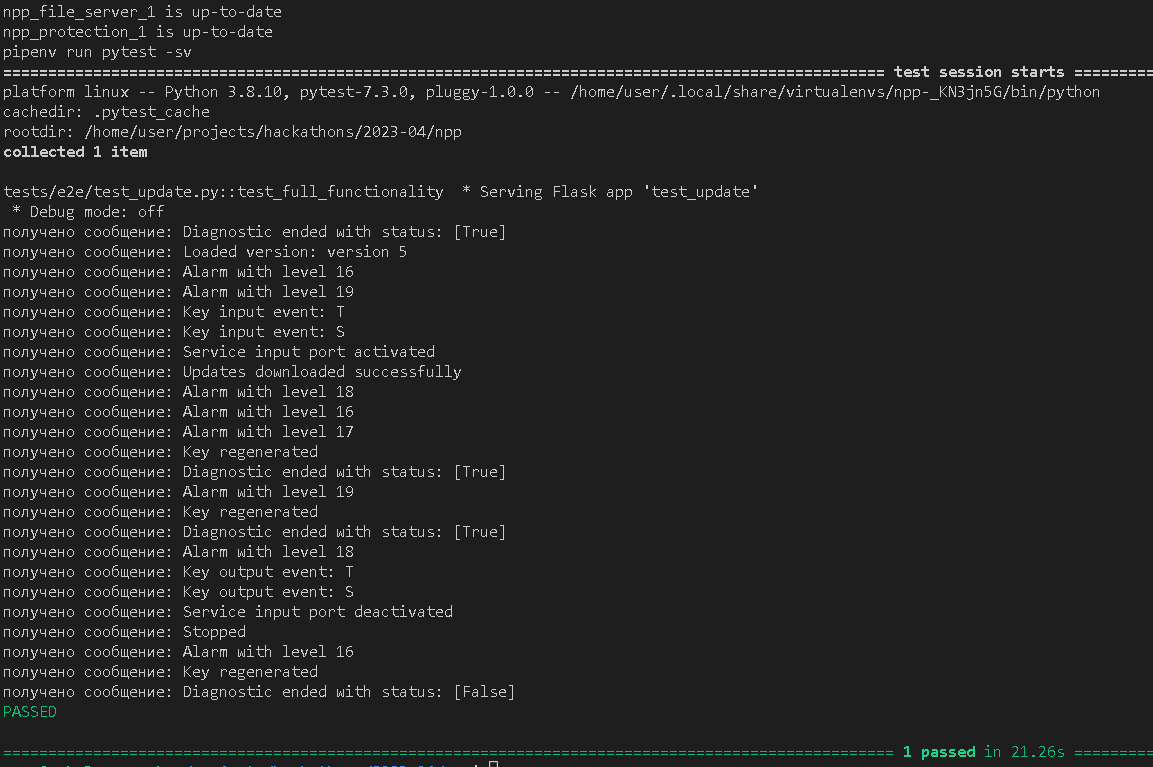 npp_file_server_1 is up-to-date
npp_protection_1 is up-to-date
pipenv run pytest -sv
================================================================================================== test session starts =========
platform linux -- Python 3.8.10, pytest-7.3.0, pluggy-1.0.0 -- /home/user/.local/share/virtualenvs/npp-_KN3jn5G/bin/python
cachedir: .pytest_cache
rootdir: /home/user/projects/hackathons/2023-04/npp
collected 1 item
tests/e2e/test_update.py::test_full_functionality  * Serving Flask app 'test_update'
 * Debug mode: off
получено сообщение: Diagnostic ended with status: [True]
получено сообщение: Loaded version: version 5
получено сообщение: Alarm with level 16
получено сообщение: Alarm with level 19
получено сообщение: Key input event: T
получено сообщение: Key input event: S
получено сообщение: Service input port activated
получено сообщение: Updates downloaded successfully
получено сообщение: Alarm with level 18
получено сообщение: Alarm with level 16
получено сообщение: Alarm with level 17
получено сообщение: Key regenerated
получено сообщение: Diagnostic ended with status: [True]
получено сообщение: Alarm with level 19
получено сообщение: Key regenerated
получено сообщение: Diagnostic ended with status: [True]
получено сообщение: Alarm with level 18
получено сообщение: Key output event: T
получено сообщение: Key output event: S
получено сообщение: Service input port deactivated
получено сообщение: Stopped
получено сообщение: Alarm with level 16
получено сообщение: Key regenerated
получено сообщение: Diagnostic ended with status: [False]
PASSED
=================================================================================================== 1 passed in 21.26s =========